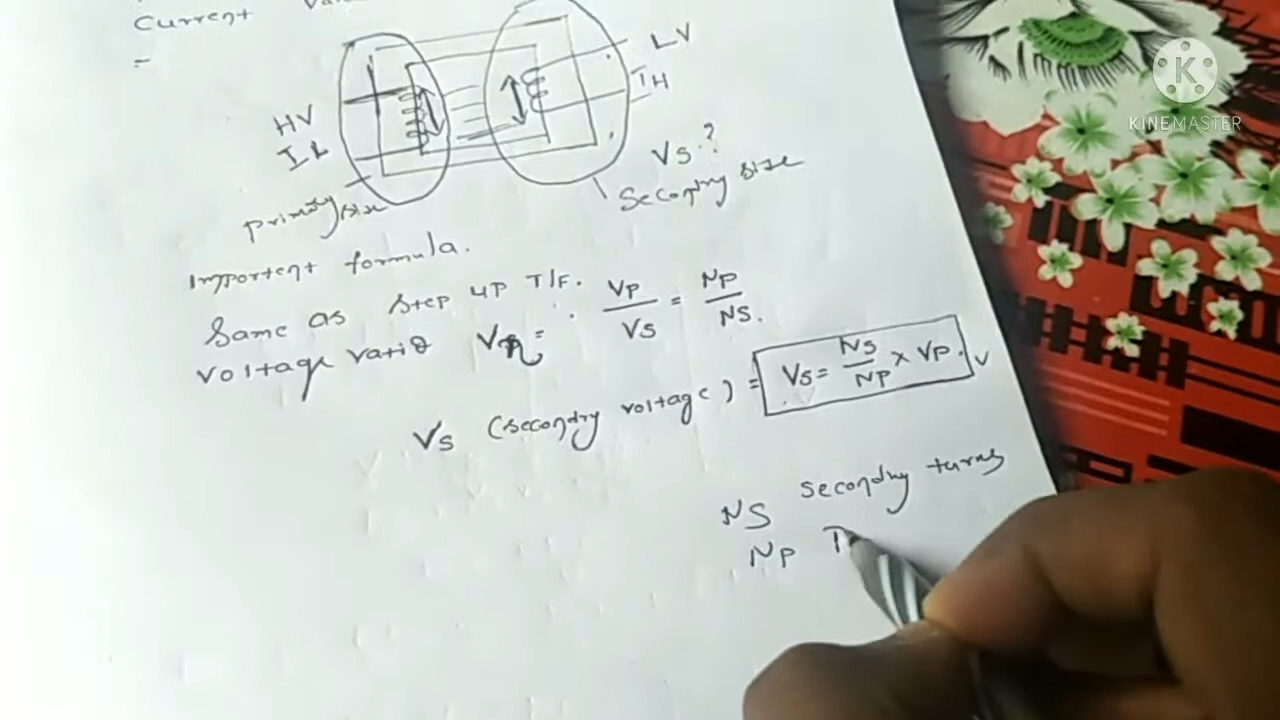 Current
=
LV
HV
IH
IL
Vs ?
Primary side
Secondry side
Importent formula.
Same as step up T/F.
Voltage ratio
VP/VS = NP/NS.
Vs (secondry voltage) = Vs = NS/NP × VP. V
NS Secondry turns
NP
K
KINEMASTER